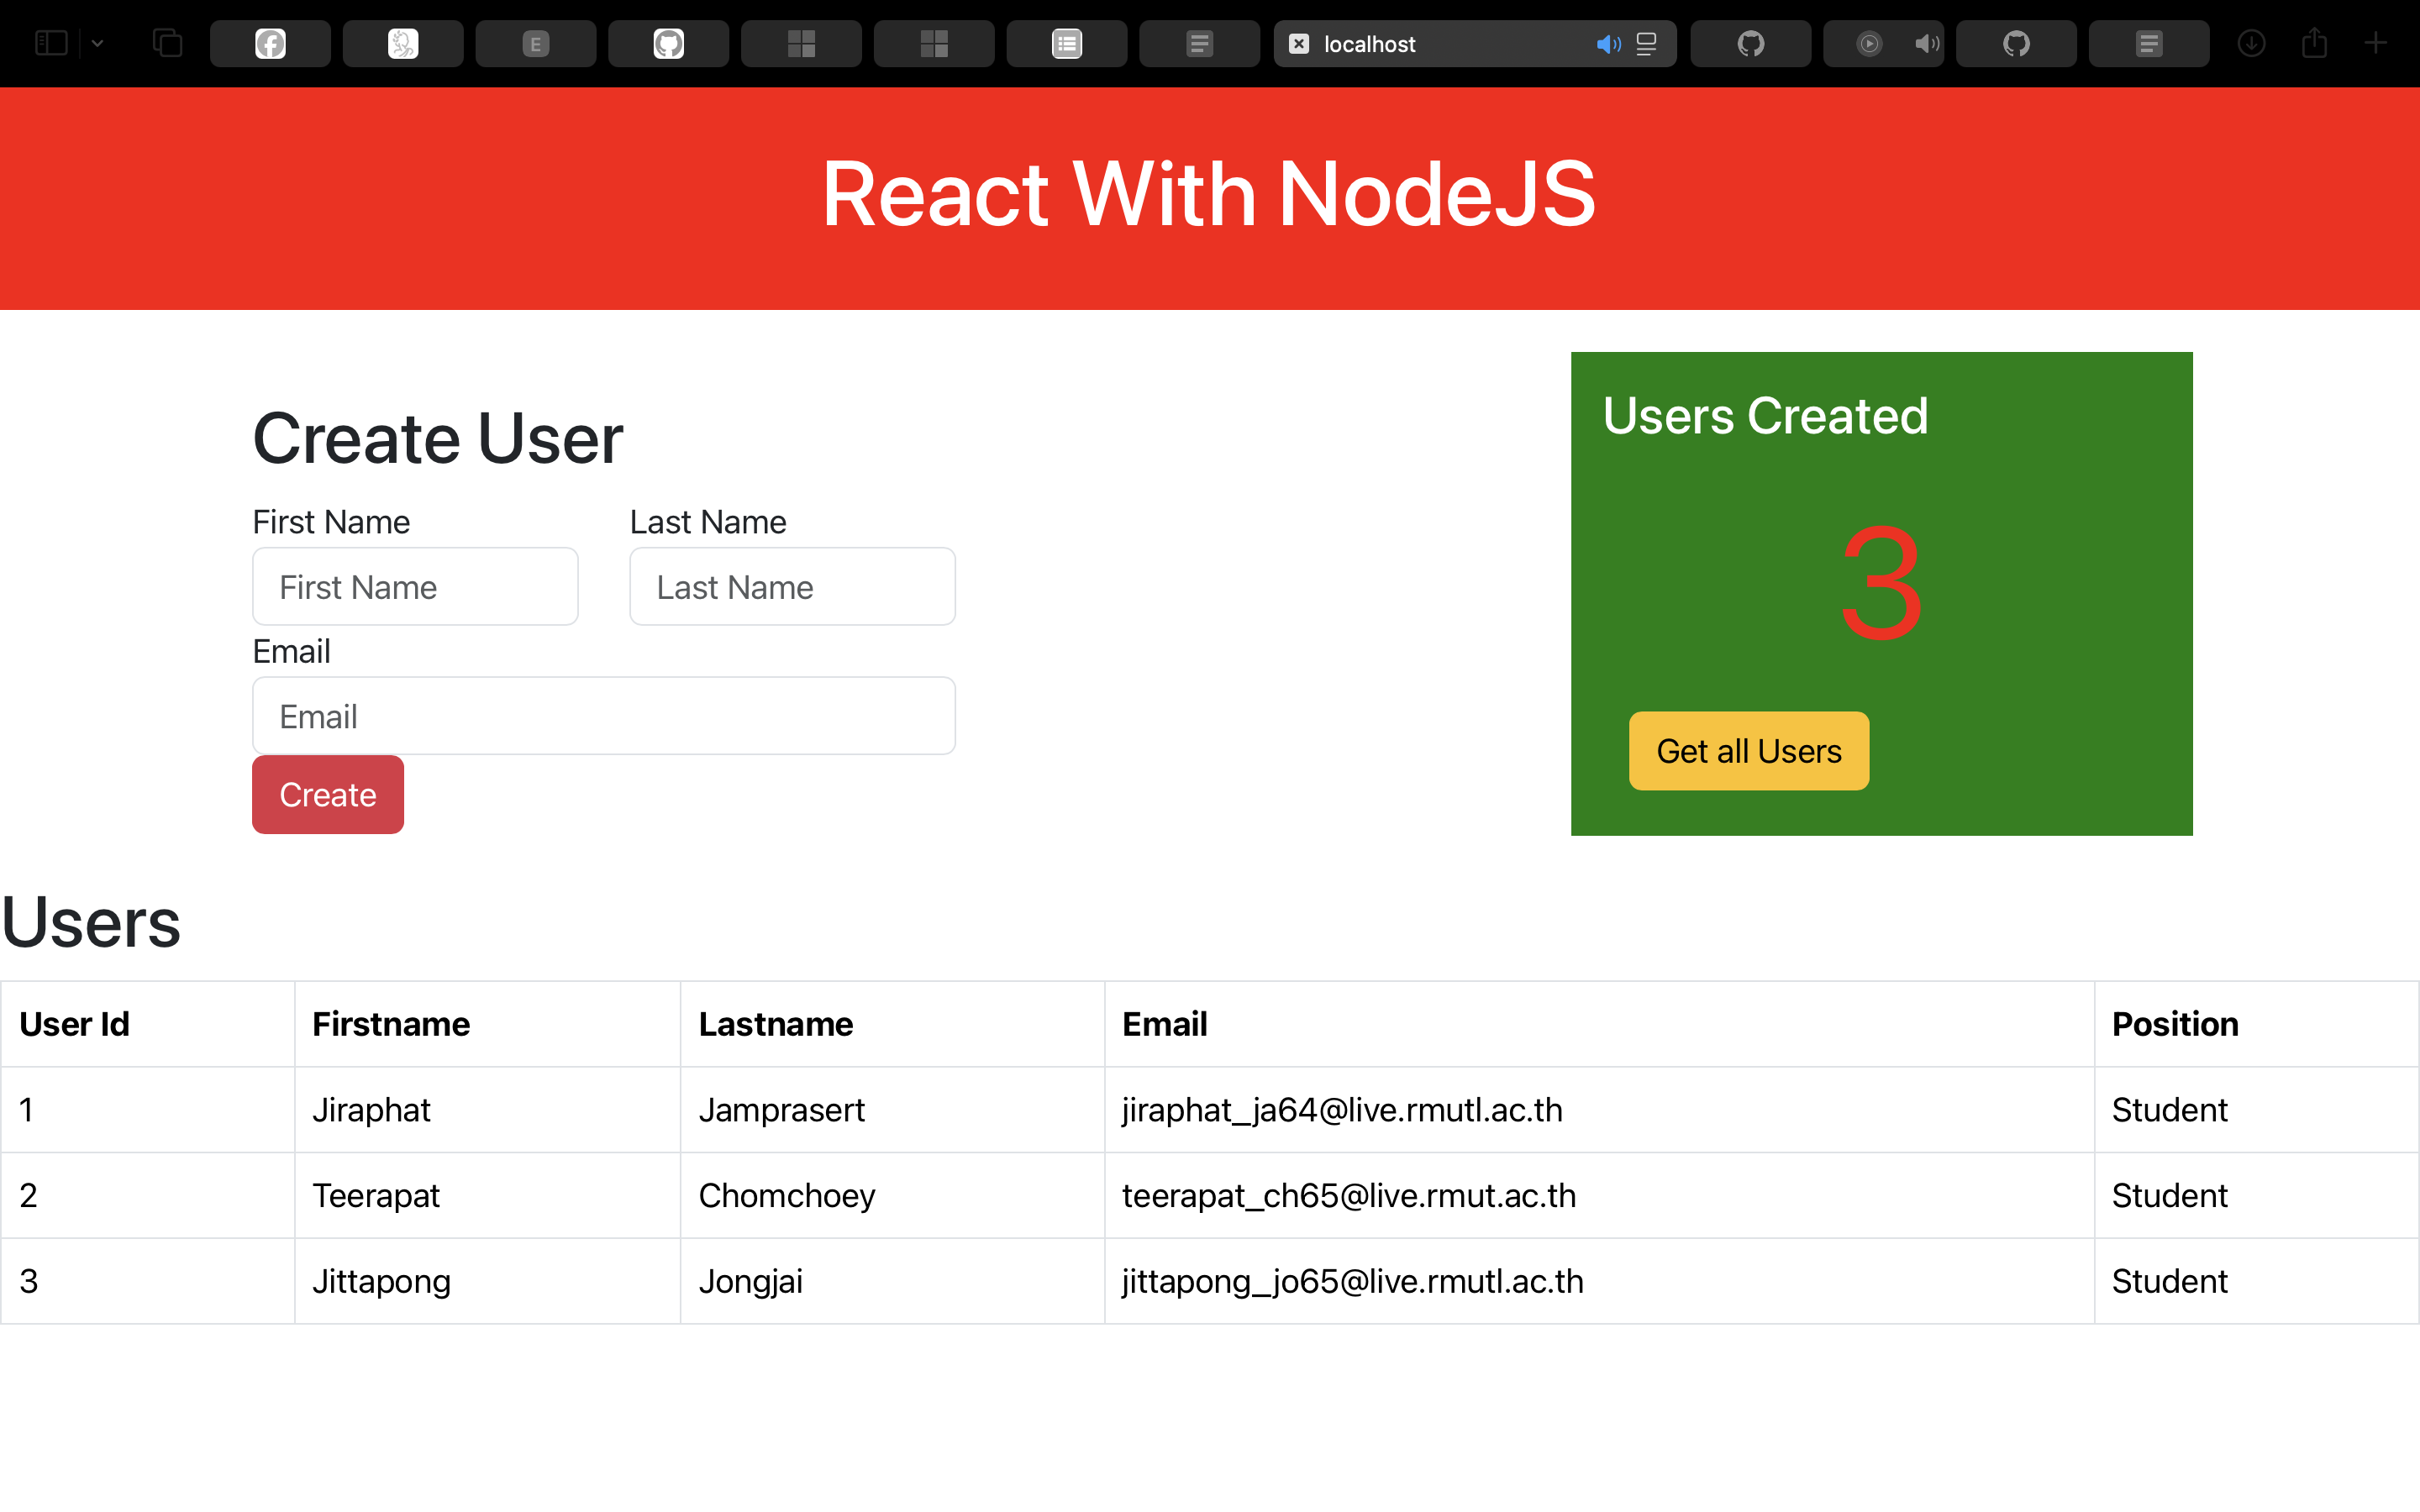 E
localhost
React With NodeJS
Create User
First Name Last Name
First Name Last Name
Email
Email
Create
Users Created
3
Get all Users
Users
User Id Firstname Lastname Email Position
1 Jiraphat Jamprasert jiraphat_ja64@live.rmutl.ac.th Student
2 Teerapat Chomchoey teerapat_ch65@live.rmut.ac.th Student
3 Jittapong Jongjai jittapong_jo65@live.rmutl.ac.th Student